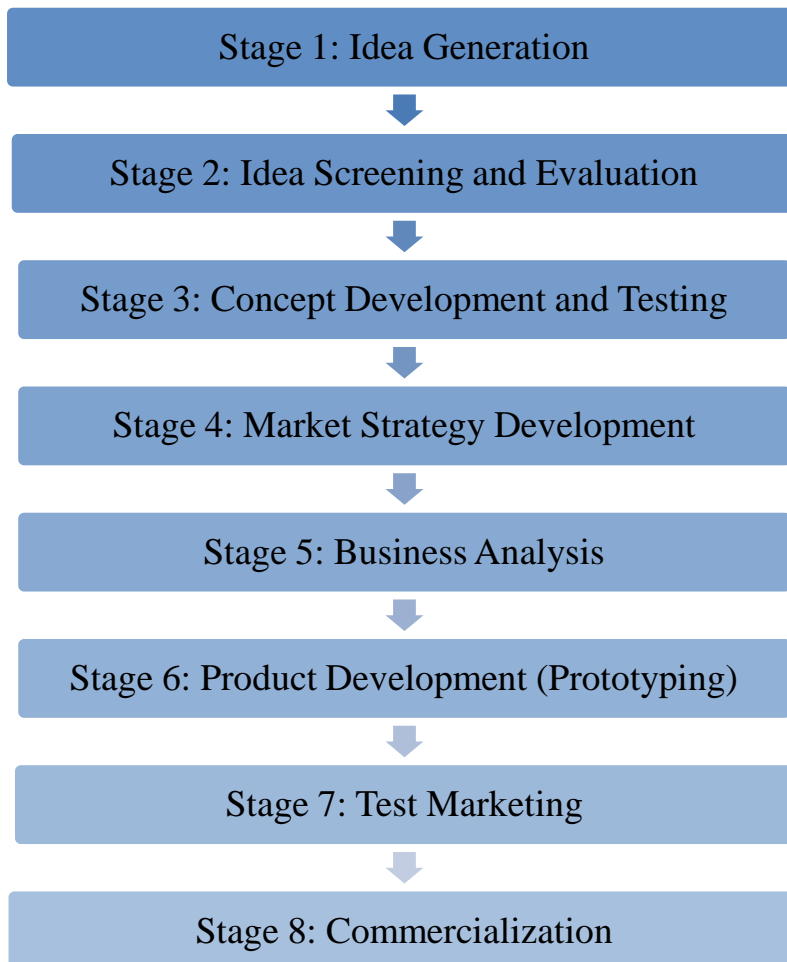 Stage 1: Idea Generation
Stage 2: Idea Screening and Evaluation
Stage 3: Concept Development and Testing
Stage 4: Market Strategy Development
Stage 5: Business Analysis
Stage 6: Product Development (Prototyping)
Stage 7: Test Marketing
Stage 8: Commercialization